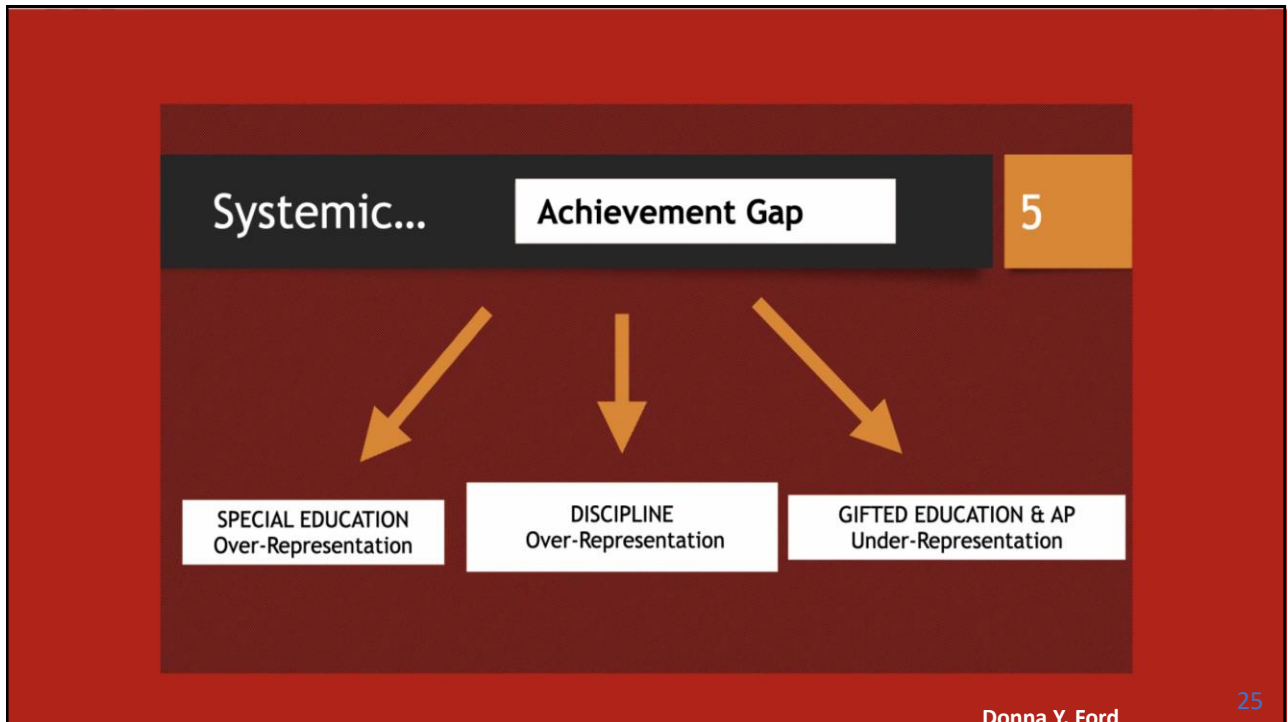 Systemic... Achievement Gap 5
SPECIAL EDUCATION
Over-Representation
DISCIPLINE
Over-Representation
GIFTED EDUCATION & AP
Under-Representation
Donna Y. Ford
25